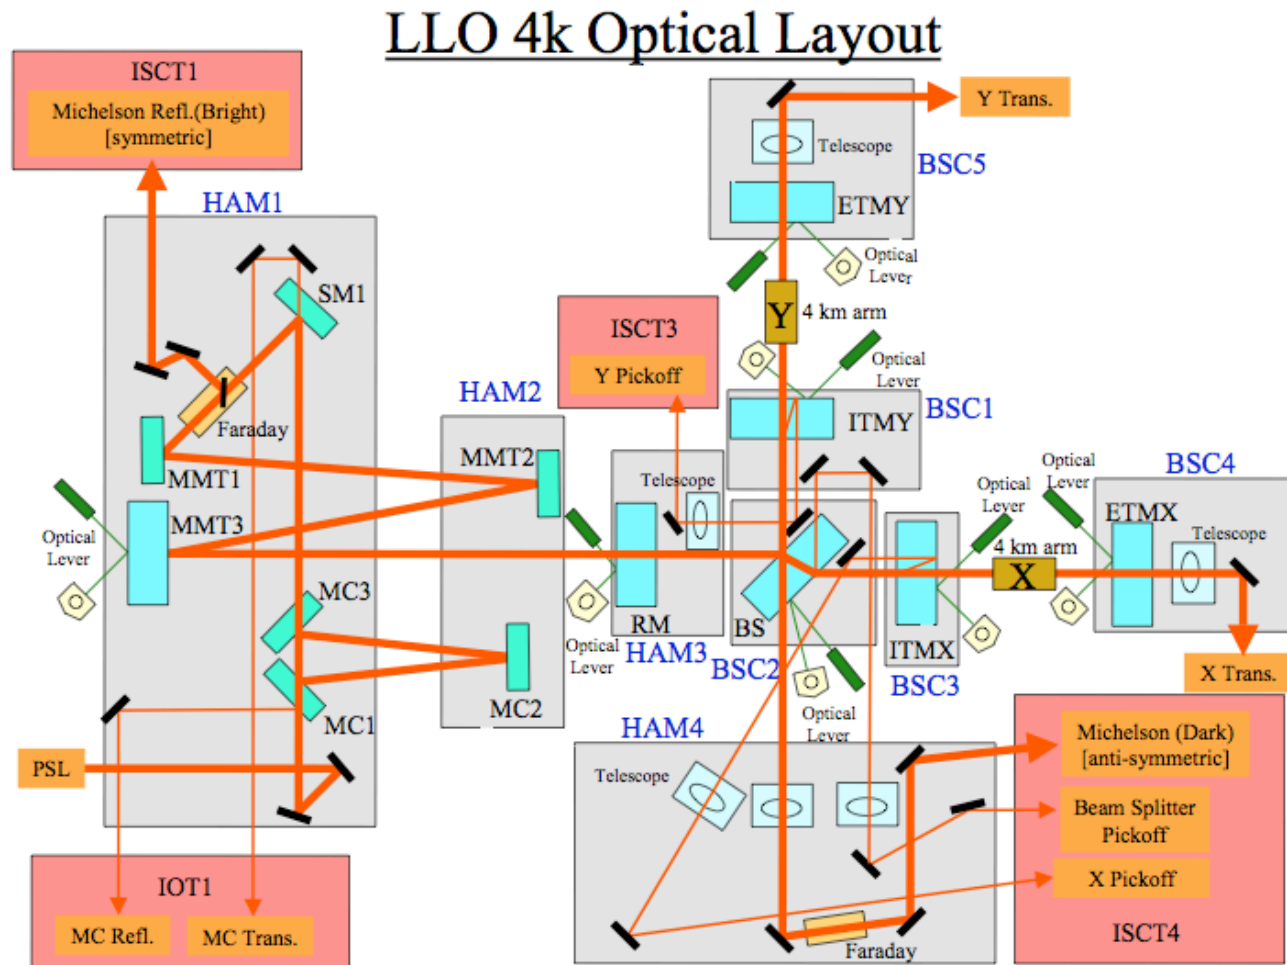 LLO 4k Optical Layout
ISCT1
Michelson Refl.(Bright)
[symmetric]
HAM1
SM1
Faraday
MMT1
MMT3
Optical
Lever
MC3
MC1
PSL
IOT1
MC Refl.
MC Trans.
HAM2
MMT2
MC2
ISCT3
Y Pickoff
Telescope
RM
Optical
Lever
HAM3
Y Trans.
Telescope
BSC5
ETMY
Optical
Lever
Y
4 km arm
Optical
Lever
BSC1
ITMY
BS
BSC2
Optical
Lever
ITMX
BSC3
Optical
Lever
4 km arm
X
Optical
Lever
BSC4
ETMX
Telescope
X Trans.
HAM4
Telescope
Faraday
Michelson (Dark)
[anti-symmetric]
Beam Splitter
Pickoff
X Pickoff
ISCT4